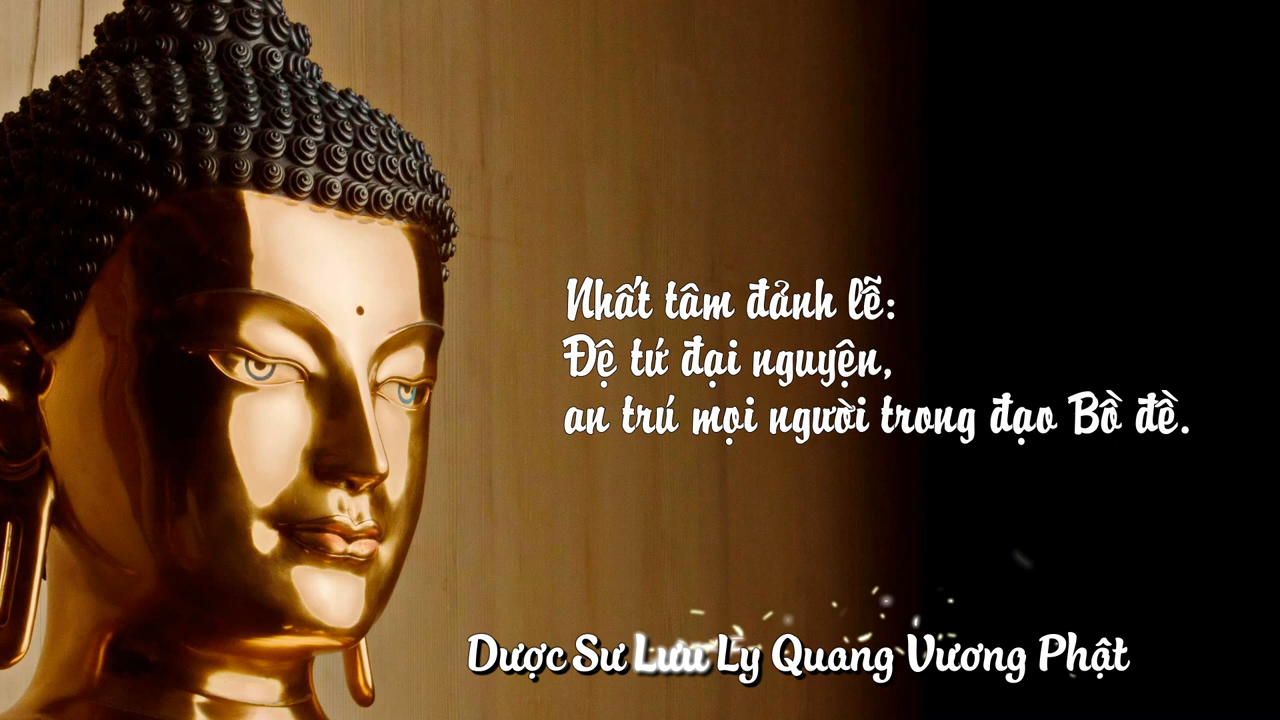 Nhất tâm đảnh lễ:
Đệ tứ đại nguyện,
an trú mọi người trong đạo Bồ đề.
Dược Sư Lưu Ly Quang Vương Phật